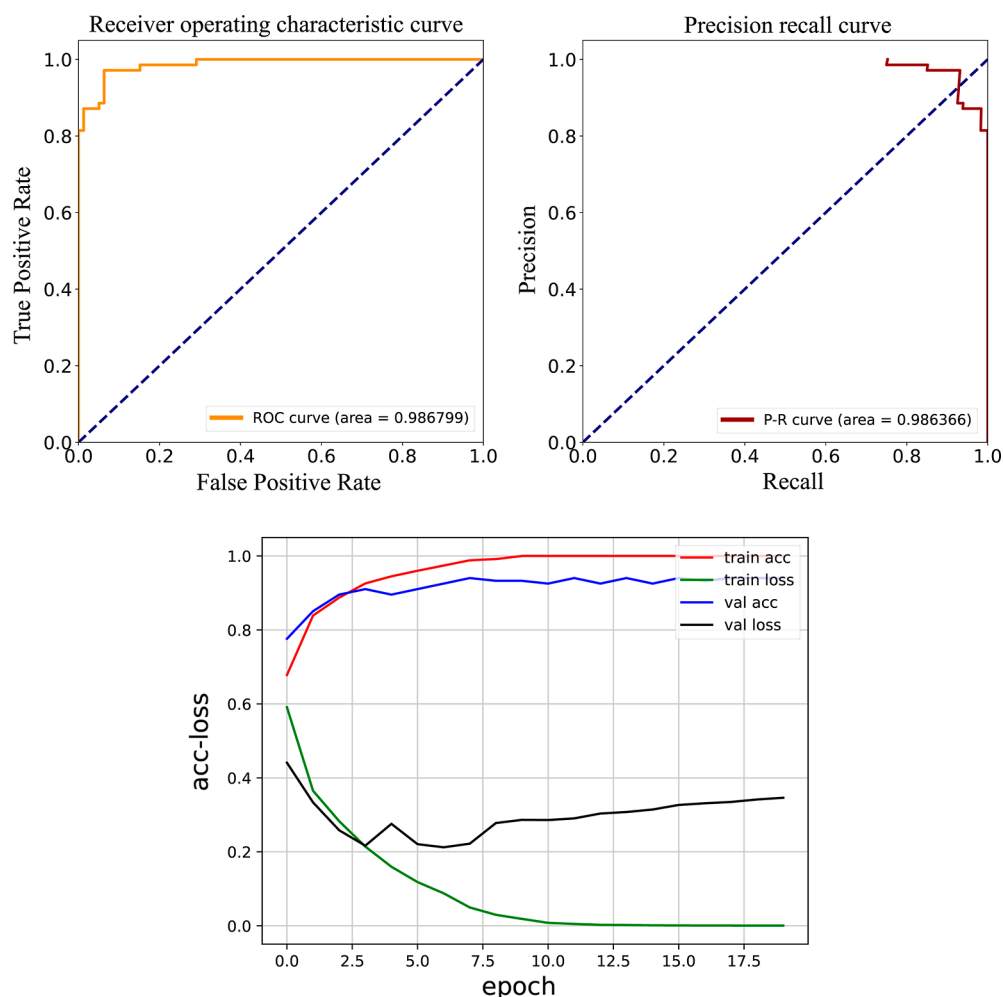 Receiver operating characteristic curve
True Positive Rate
1.0
0.8
0.6
0.4
0.2
0.0
ROC curve (area = 0.986799)
0.0 0.2 0.4 0.6 0.8 1.0
False Positive Rate
Precision recall curve
Precision
1.0
0.8
0.6
0.4
0.2
0.0
P-R curve (area = 0.986366)
0.0 0.2 0.4 0.6 0.8 1.0
Recall
acc-loss
1.0
0.8
0.6
0.4
0.2
0.0
train acc
train loss
val acc
val loss
0.0 2.5 5.0 7.5 10.0 12.5 15.0 17.5
epoch